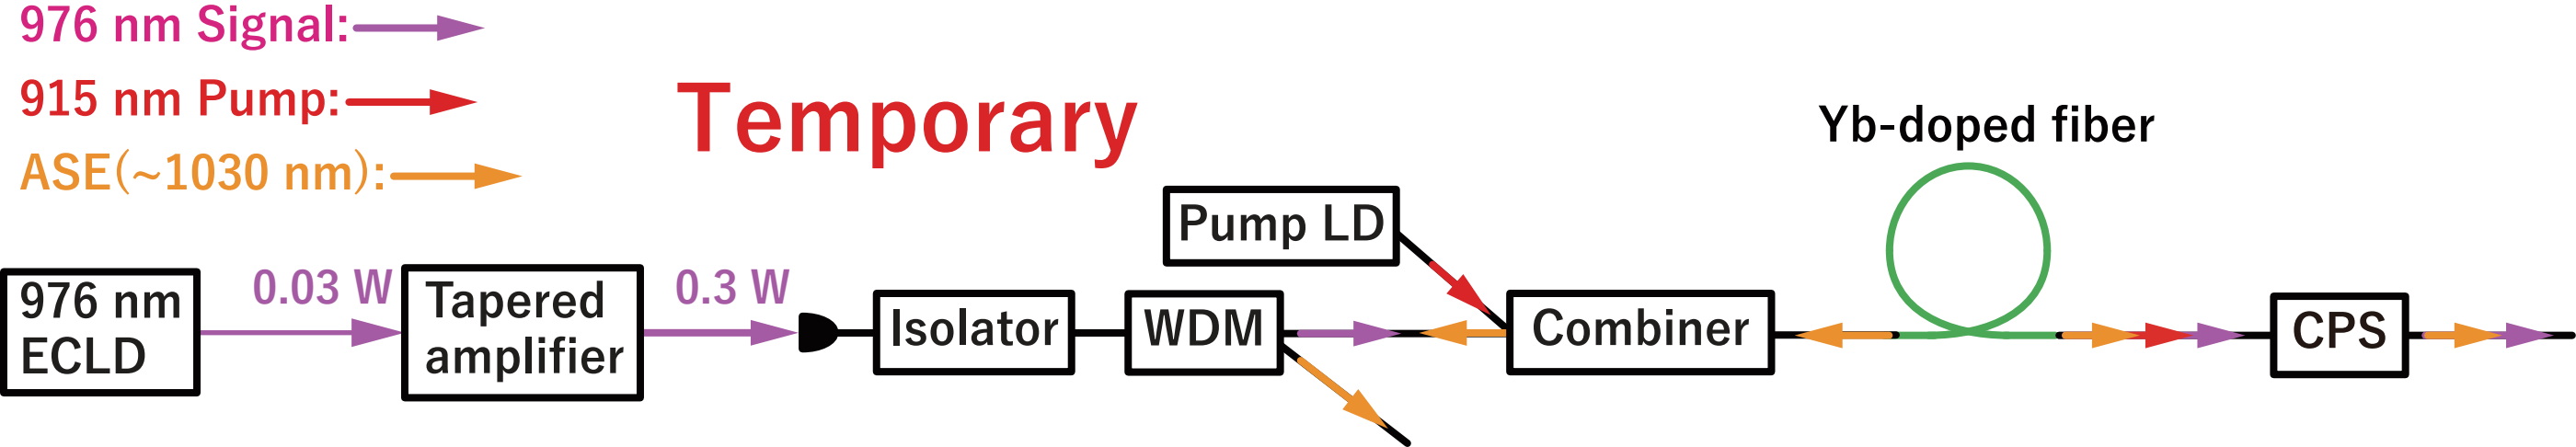 976 nm Signal:
915 nm Pump:
ASE(~1030 nm):
Temporary
Yb-doped fiber
Pump LD
976 nm
ECLD
0.03 W
Tapered
amplifier
0.3 W
Isolator
WDM
Combiner
CPS